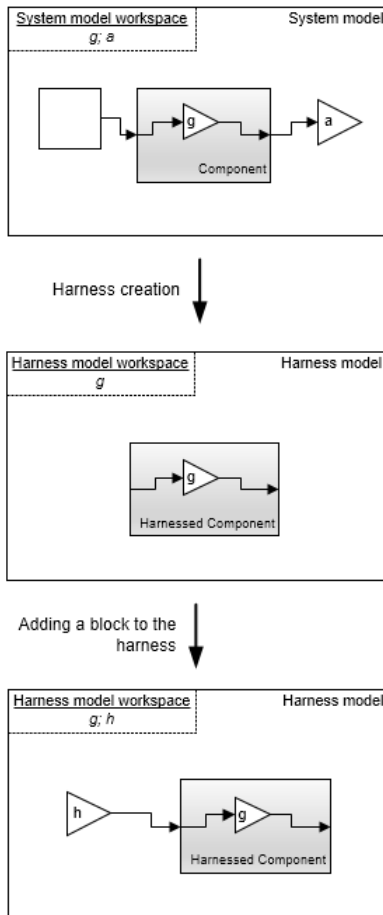 System model workspace
g; a
System model
g
a
Component
Harness creation
Harness model workspace
g
Harness model
g
Harnessed Component
Adding a block to the
harness
Harness model workspace
g; h
Harness model
h
g
Harnessed Component